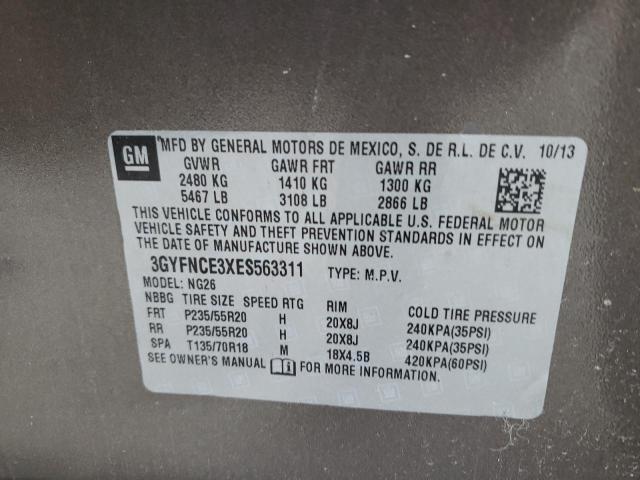 GM
MFD BY GENERAL MOTORS DE MEXICO, S. DE R.L. DE C.V. 10/13
GVWR GAWR FRT GAWR RR
2480 KG 1410 KG 1300 KG
5467 LB 3108 LB 2866 LB
THIS VEHICLE CONFORMS TO ALL APPLICABLE U.S. FEDERAL MOTOR
VEHICLE SAFETY AND THEFT PREVENTION STANDARDS IN EFFECT ON
THE DATE OF MANUFACTURE SHOWN ABOVE.
3GYFNCE3XES563311 TYPE: M.P.V.
MODEL: NG26
NBBG TIRE SIZE SPEED RTG RIM COLD TIRE PRESSURE
FRT P235/55R20 H 20X8J 240KPA(35PSI)
RR P235/55R20 H 20X8J 240KPA(35PSI)
SPA T135/70R18 M 18X4.5B 420KPA(60PSI)
SEE OWNER'S MANUAL FOR MORE INFORMATION.